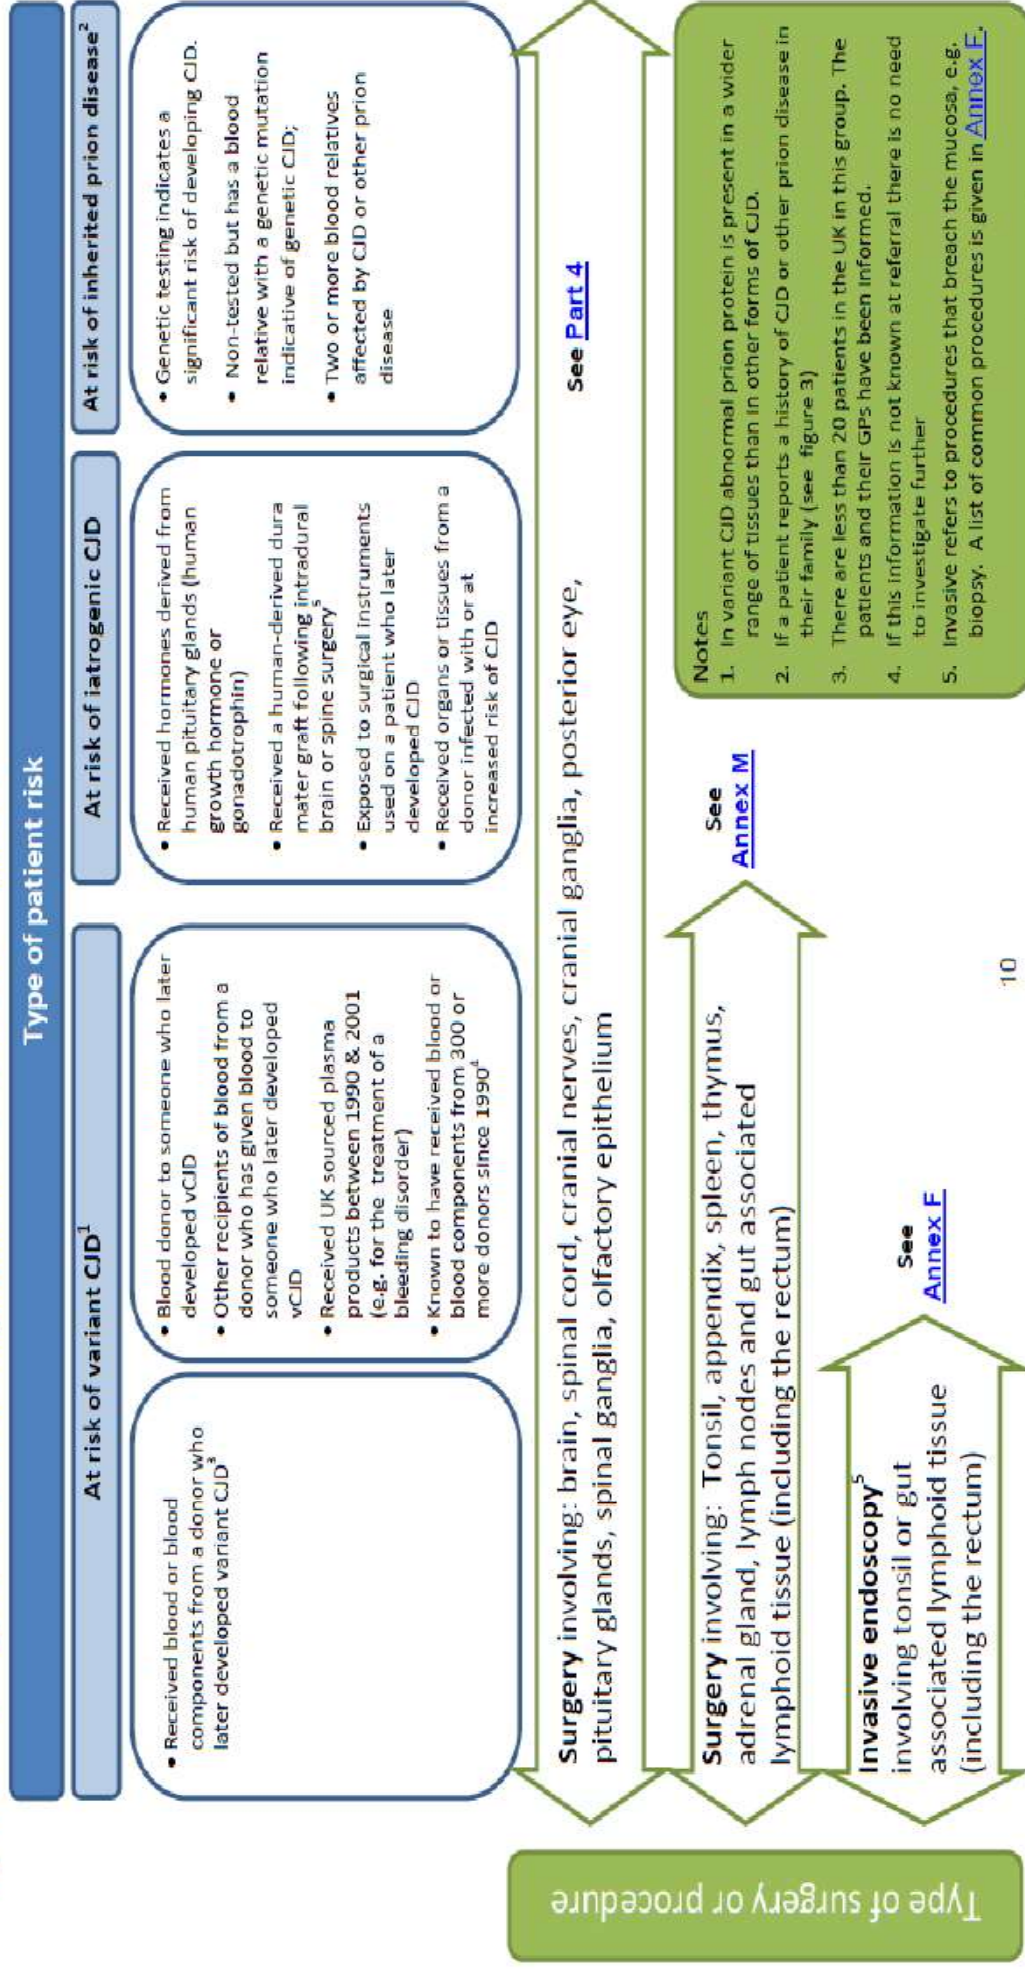 Type of patient risk
At risk of variant CJD¹
At risk of iatrogenic CJD
At risk of inherited prion disease²
• Received blood or blood
components from a donor who
later developed variant CJD³
• Blood donor to someone who later
developed vCJD
• Other recipients of blood from a
donor who has given blood to
someone who later developed
vCJD
• Received UK sourced plasma
products between 1990 & 2001
(e.g. for the treatment of a
bleeding disorder)
• Known to have received blood or
blood components from 300 or
more donors since 1990⁴
• Received hormones derived from
human pituitary glands (human
growth hormone or
gonadotrophin)
• Received a human-derived dura
mater graft following intradural
brain or spine surgery⁵
• Exposed to surgical instruments
used on a patient who later
developed CJD
• Received organs or tissues from a
donor infected with or at
increased risk of CJD
• Genetic testing indicates a
significant risk of developing CJD.
• Non-tested but has a blood
relative with a genetic mutation
indicative of genetic CJD;
• Two or more blood relatives
affected by CJD or other prion
disease
Type of surgery or procedure
Surgery involving: brain, spinal cord, cranial nerves, cranial ganglia, posterior eye,
pituitary glands, spinal ganglia, olfactory epithelium
See Part 4
Surgery involving: Tonsil, appendix, spleen, thymus,
adrenal gland, lymph nodes and gut associated
lymphoid tissue (including the rectum)
See
Annex M
Invasive endoscopy⁵
involving tonsil or gut
associated lymphoid tissue
(including the rectum)
See
Annex F
Notes
1. In variant CJD abnormal prion protein is present in a wider
range of tissues than in other forms of CJD.
2. If a patient reports a history of CJD or other prion disease in
their family (see figure 3)
3. There are less than 20 patients in the UK in this group. The
patients and their GPs have been informed.
4. If this information is not known at referral there is no need
to investigate further
5. Invasive refers to procedures that breach the mucosa, e.g.
biopsy. A list of common procedures is given in Annex F.
10